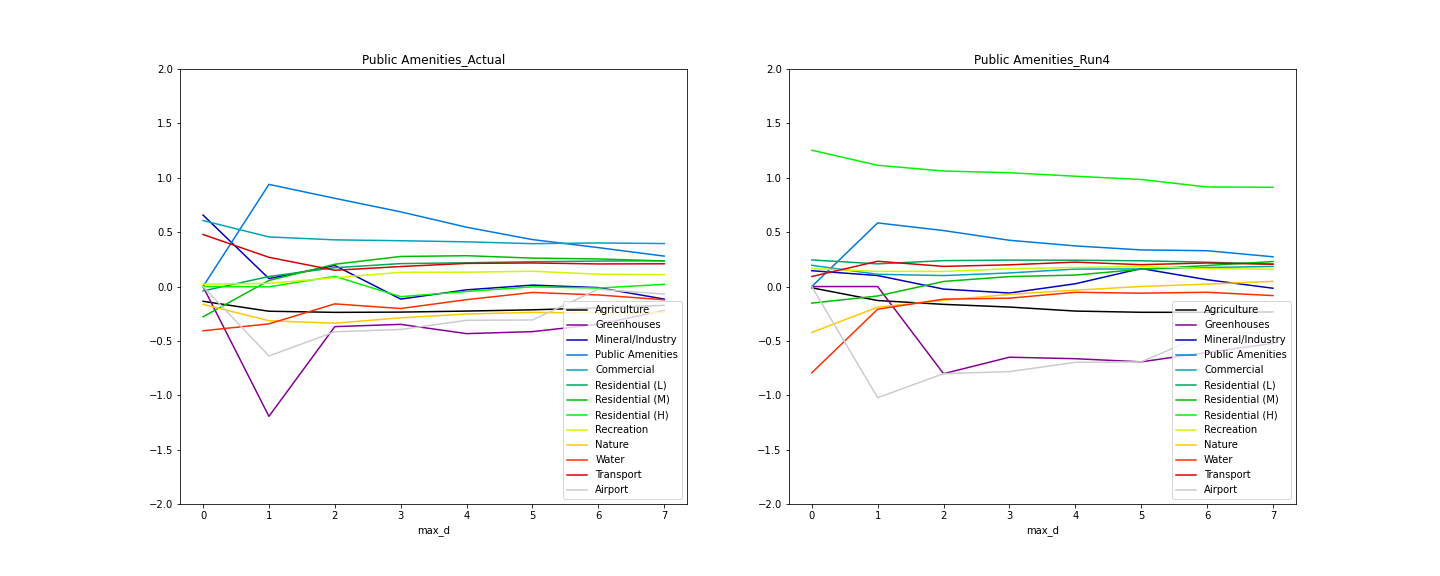 Public Amenities_Actual
2.0
1.5
1.0
0.5
0.0
−0.5
−1.0
−1.5
−2.0
0 1 2 3 4 5 6 7
max_d
Agriculture
Greenhouses
Mineral/Industry
Public Amenities
Commercial
Residential (L)
Residential (M)
Residential (H)
Recreation
Nature
Water
Transport
Airport
Public Amenities_Run4
2.0
1.5
1.0
0.5
0.0
−0.5
−1.0
−1.5
−2.0
0 1 2 3 4 5 6 7
max_d
Agriculture
Greenhouses
Mineral/Industry
Public Amenities
Commercial
Residential (L)
Residential (M)
Residential (H)
Recreation
Nature
Water
Transport
Airport